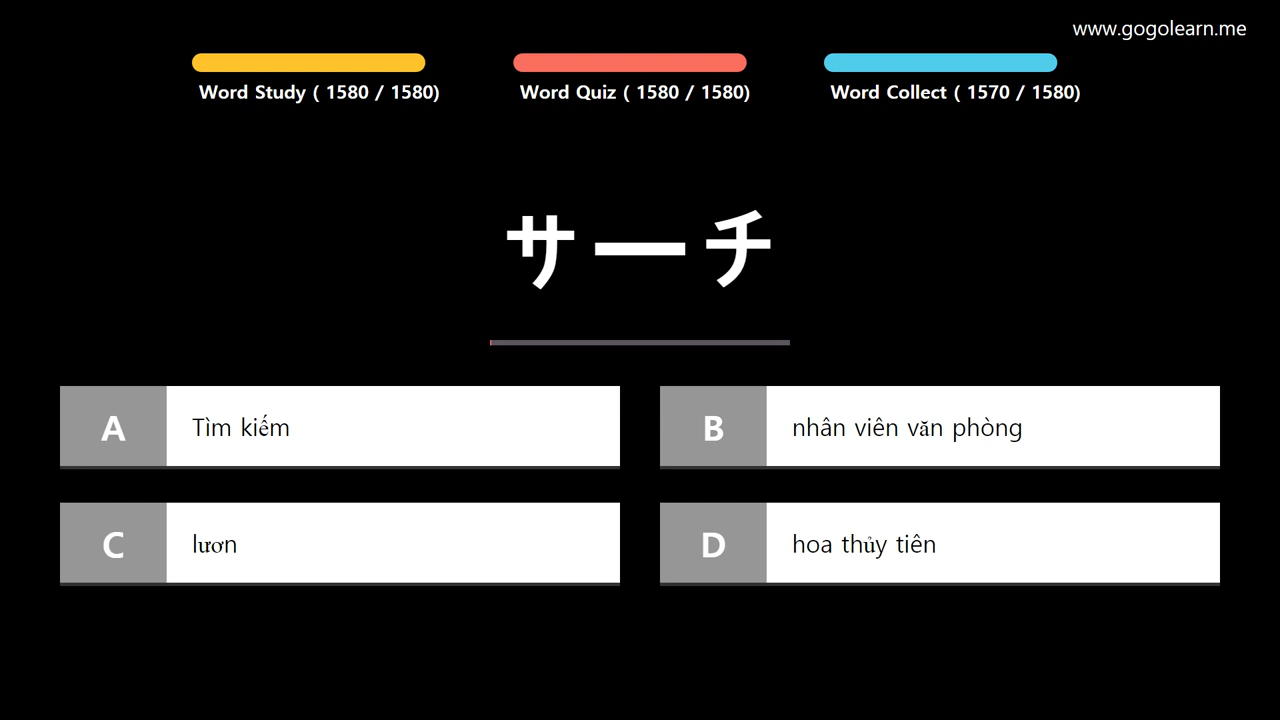 www.gogolearn.me
Word Study ( 1580 / 1580)
Word Quiz ( 1580 / 1580)
Word Collect ( 1570 / 1580)
サーチ
A Tìm kiếm
B nhân viên văn phòng
C lươn
D hoa thủy tiên